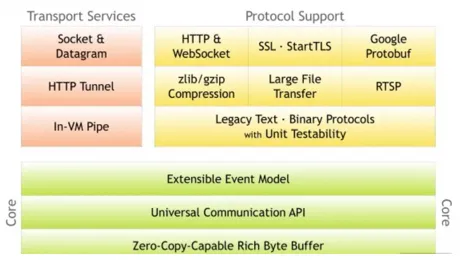 Transport Services
Protocol Support
Socket &
Datagram
HTTP &
WebSocket
SSL · StartTLS
Google
Protobuf
HTTP Tunnel
zlib/gzip
Compression
Large File
Transfer
RTSP
In-VM Pipe
Legacy Text · Binary Protocols
with Unit Testability
Extensible Event Model
Universal Communication API
Zero-Copy-Capable Rich Byte Buffer
Core
Core